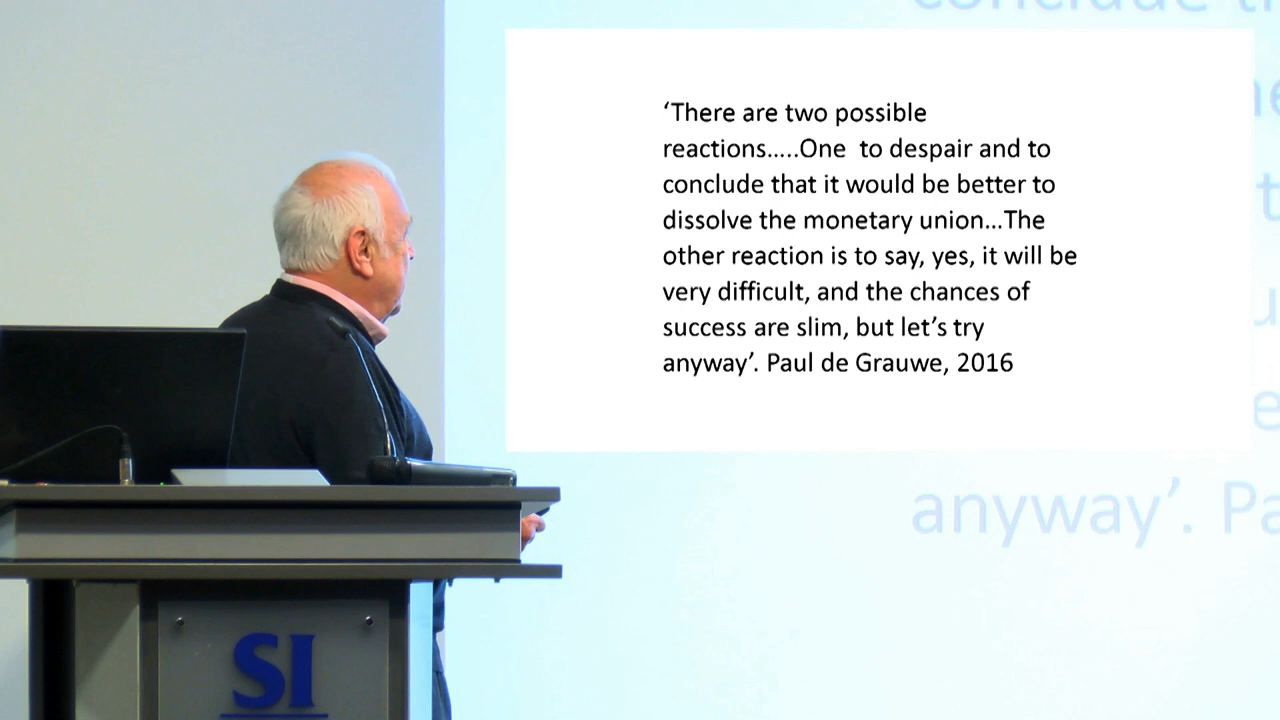 ‘There are two possible
reactions.....One  to despair and to
conclude that it would be better to
dissolve the monetary union...The
other reaction is to say, yes, it will be
very difficult, and the chances of
success are slim, but let’s try
anyway’. Paul de Grauwe, 2016
conclude
anyway’. Pa
SI